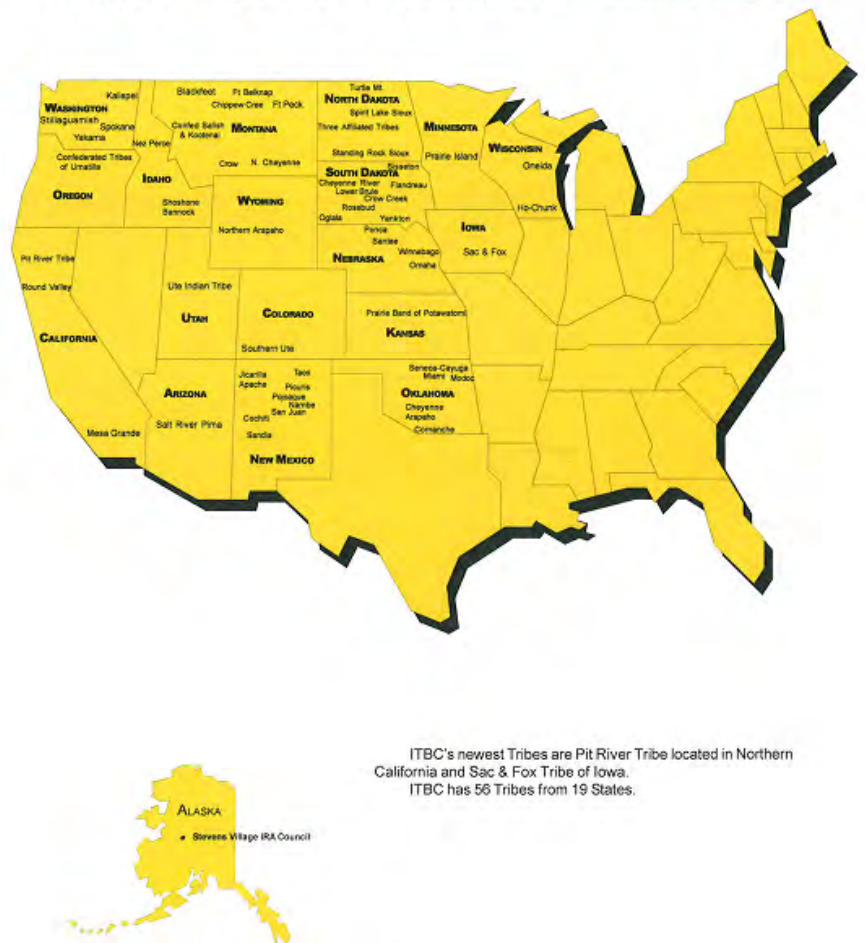 WASHINGTON
Kalispel
Stillaguamish
Spokane
Yakama
Confederated Tribes
of Umatilla
OREGON
Nez Perce
IDAHO
Shoshone
Bannock
Blackfeet
Ft Belknap
Chippew Cree
Ft Peck
Confed Salish
& Kootenai
MONTANA
Crow
N. Cheyenne
WYOMING
Northern Arapaho
Turtle Mt.
NORTH DAKOTA
Spirit Lake Sioux
Three Affiliated Tribes
Standing Rock Sioux
Sisseton
SOUTH DAKOTA
Cheyenne River
Flandreau
Lower Brule
Crow Creek
Rosebud
Oglala
Yankton
Ponca
Santee
Winnebago
NEBRASKA
Omaha
MINNESOTA
Prairie Island
WISCONSIN
Oneida
Ho-Chunk
IOWA
Sac & Fox
Pit River Tribe
Round Valley
CALIFORNIA
Mesa Grande
Ute Indian Tribe
UTAH
COLORADO
Southern Ute
Prairie Band of Potawatomi
KANSAS
ARIZONA
Salt River Pima
Jicarilla
Apache
Taos
Picuris
Pojoaque
Nambe
San Juan
Cochiti
Sandia
NEW MEXICO
Seneca-Cayuga
Miami
Modoc
OKLAHOMA
Cheyenne
Arapaho
Comanche
ITBC's newest Tribes are Pit River Tribe located in Northern
California and Sac & Fox Tribe of Iowa.
ITBC has 56 Tribes from 19 States.
ALASKA
Stevens Village IRA Council